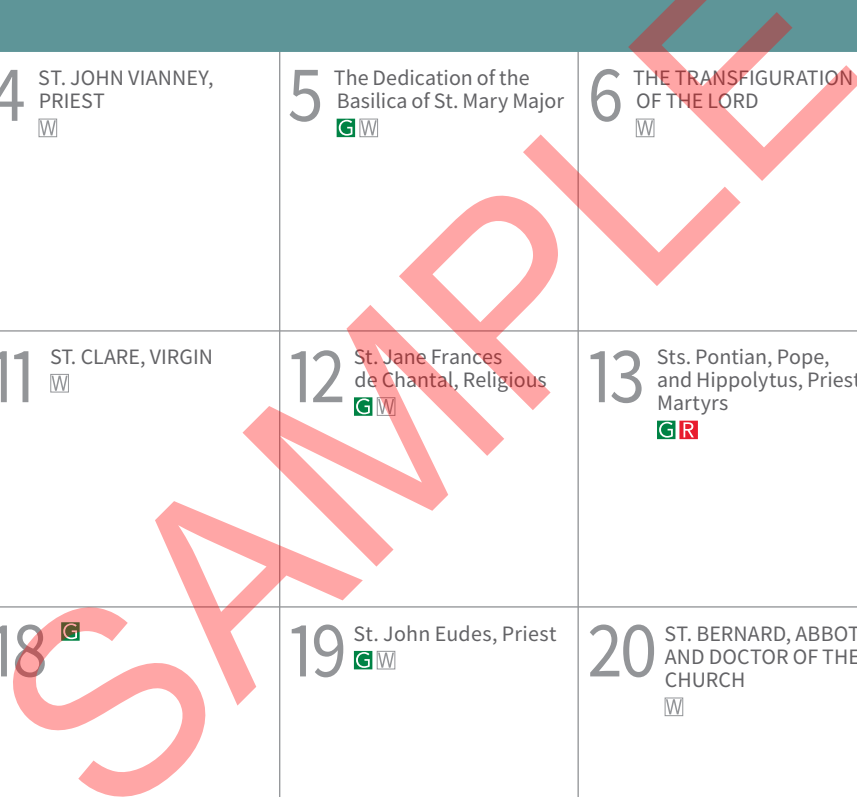 4 ST. JOHN VIANNEY,
PRIEST
W
5 The Dedication of the
Basilica of St. Mary Major
G W
6 THE TRANSFIGURATION
OF THE LORD
W
11 ST. CLARE, VIRGIN
W
12 St. Jane Frances
de Chantal, Religious
G W
13 Sts. Pontian, Pope,
and Hippolytus, Priest
Martyrs
G R
18 G
19 St. John Eudes, Priest
G W
20 ST. BERNARD, ABBOT
AND DOCTOR OF THE
CHURCH
W
SAMPLE